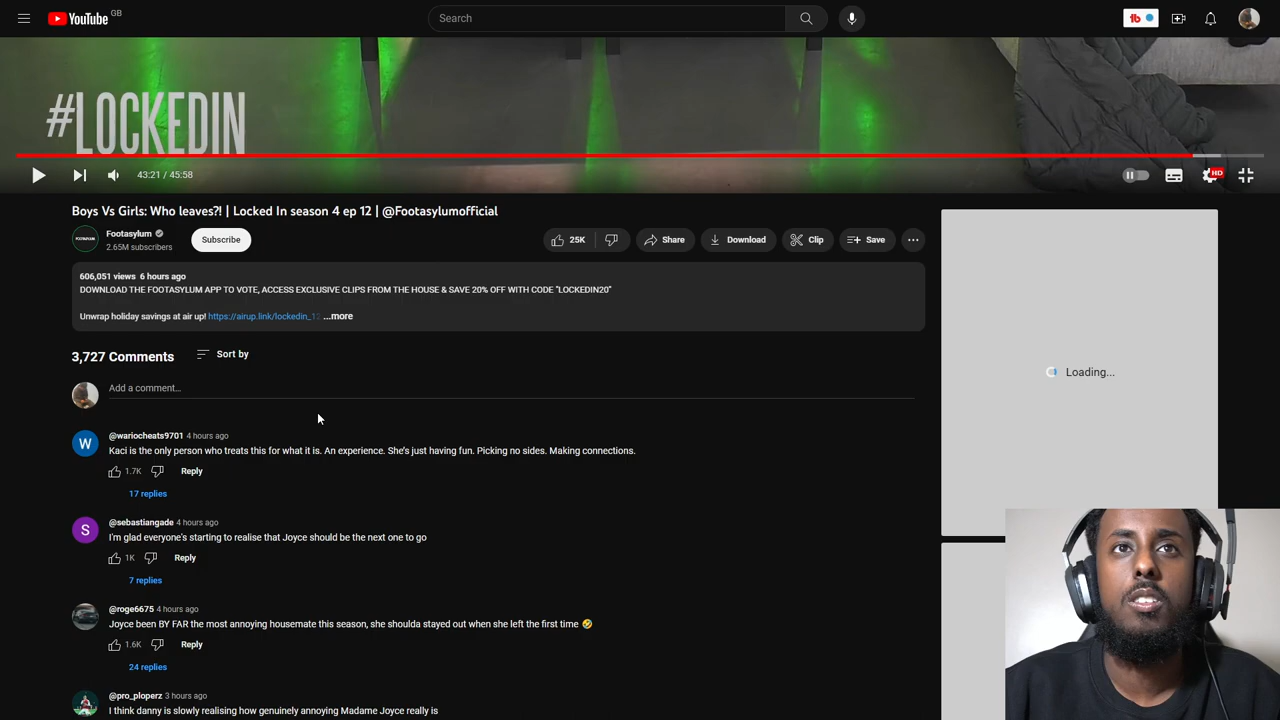 YouTube GB
Search
#LOCKEDIN
43:21 / 45:58
HD
Boys Vs Girls: Who leaves?! | Locked In season 4 ep 12 | @Footasylumofficial
Footasylum
2.65M subscribers
Subscribe
25K
Share
Download
Clip
Save
606,051 views 6 hours ago
DOWNLOAD THE FOOTASYLUM APP TO VOTE, ACCESS EXCLUSIVE CLIPS FROM THE HOUSE & SAVE 20% OFF WITH CODE "LOCKEDIN20"
Unwrap holiday savings at air up! https://airup.link/lockedin_1 ...more
3,727 Comments
Sort by
Add a comment...
Loading...
W
@wariocheats9701 4 hours ago
Kaci is the only person who treats this for what it is. An experience. She's just having fun. Picking no sides. Making connections.
1.7K Reply
17 replies
S
@sebastiangade 4 hours ago
I'm glad everyone's starting to realise that Joyce should be the next one to go
1K Reply
7 replies
@roge6675 4 hours ago
Joyce been BY FAR the most annoying housemate this season, she shoulda stayed out when she left the first time 🤣
1.6K Reply
24 replies
@pro_ploperz 3 hours ago
I think danny is slowly realising how genuinely annoying Madame Joyce really is